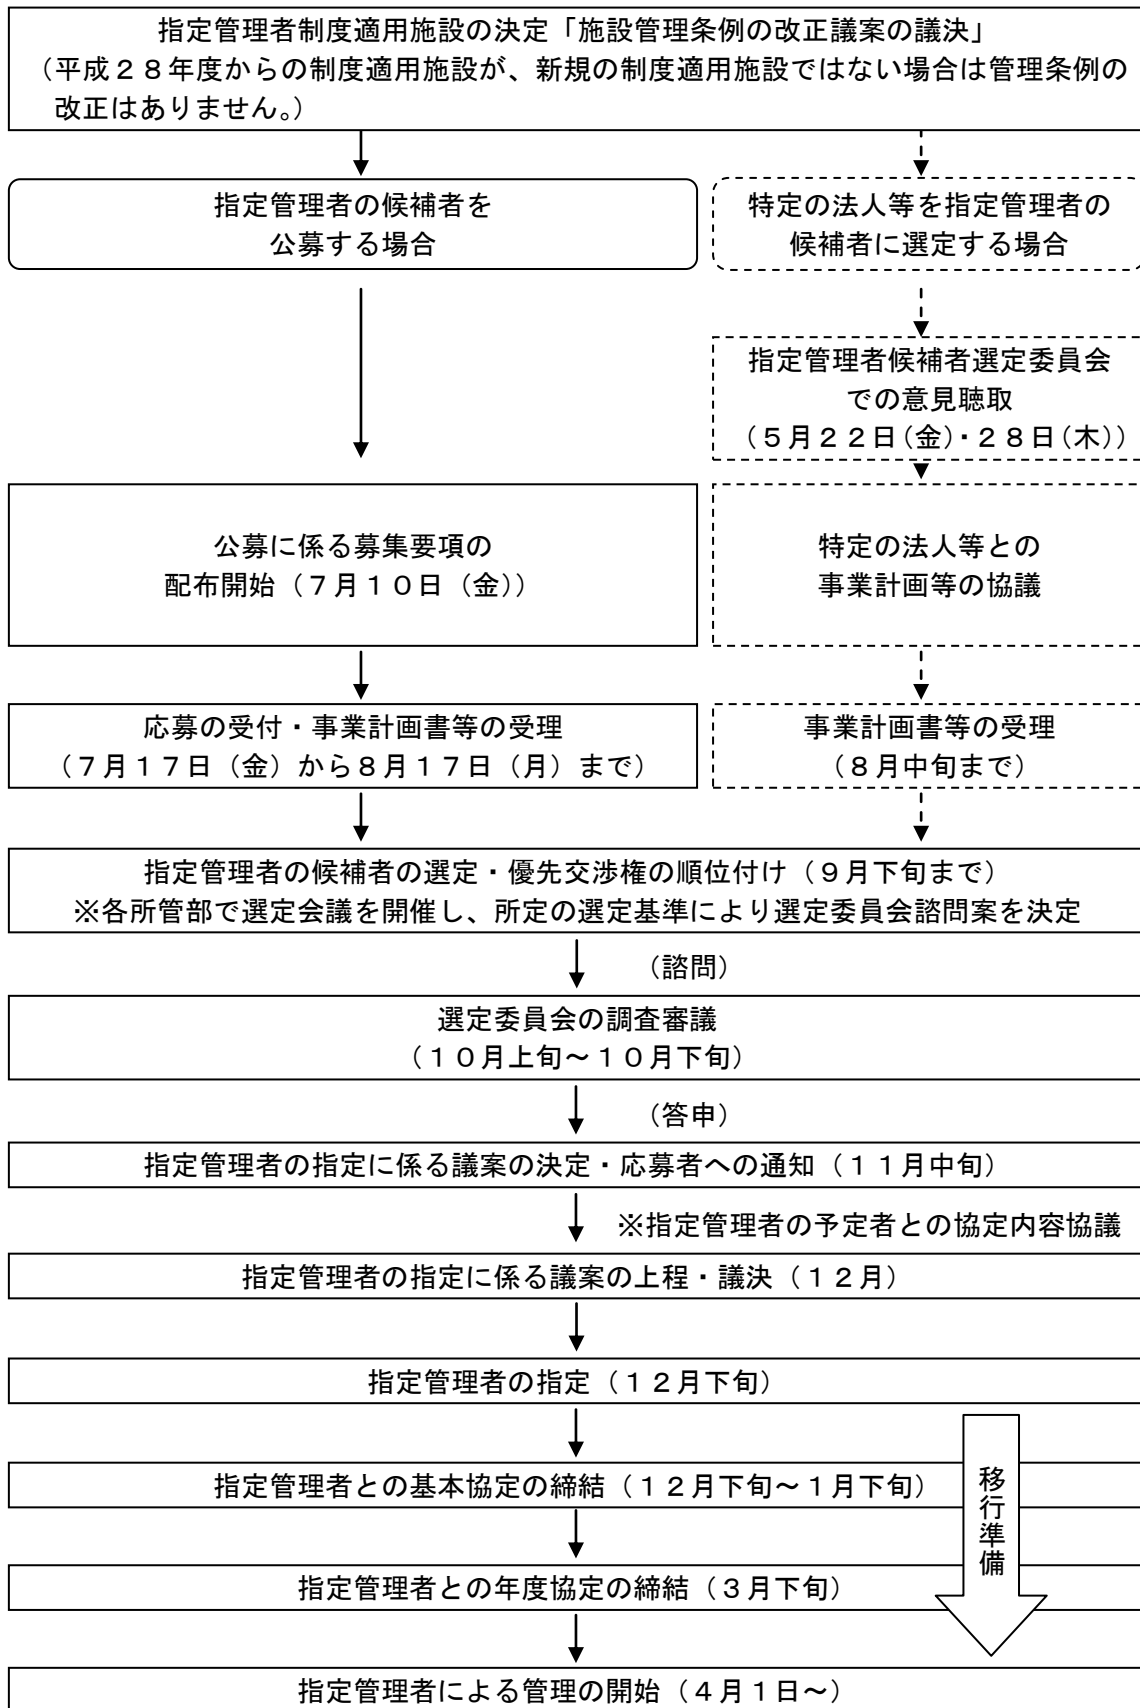 指定管理者制度適用施設の決定「施設管理条例の改正議案の議決」
（平成２８年度からの制度適用施設が、新規の制度適用施設ではない場合は管理条例の
改正はありません。）
指定管理者の候補者を
公募する場合
特定の法人等を指定管理者の
候補者に選定する場合
指定管理者候補者選定委員会
での意見聴取
（５月２２日（金）・２８日（木））
公募に係る募集要項の
配布開始（７月１０日（金））
特定の法人等との
事業計画等の協議
応募の受付・事業計画書等の受理
（７月１７日（金）から８月１７日（月）まで）
事業計画書等の受理
（８月中旬まで）
指定管理者の候補者の選定・優先交渉権の順位付け（９月下旬まで）
※各所管部で選定会議を開催し、所定の選定基準により選定委員会諮問案を決定
（諮問）
選定委員会の調査審議
（１０月上旬～１０月下旬）
（答申）
指定管理者の指定に係る議案の決定・応募者への通知（１１月中旬）
※指定管理者の予定者との協定内容協議
指定管理者の指定に係る議案の上程・議決（１２月）
指定管理者の指定（１２月下旬）
指定管理者との基本協定の締結（１２月下旬～１月下旬）
移行準備
指定管理者との年度協定の締結（３月下旬）
指定管理者による管理の開始（４月１日～）